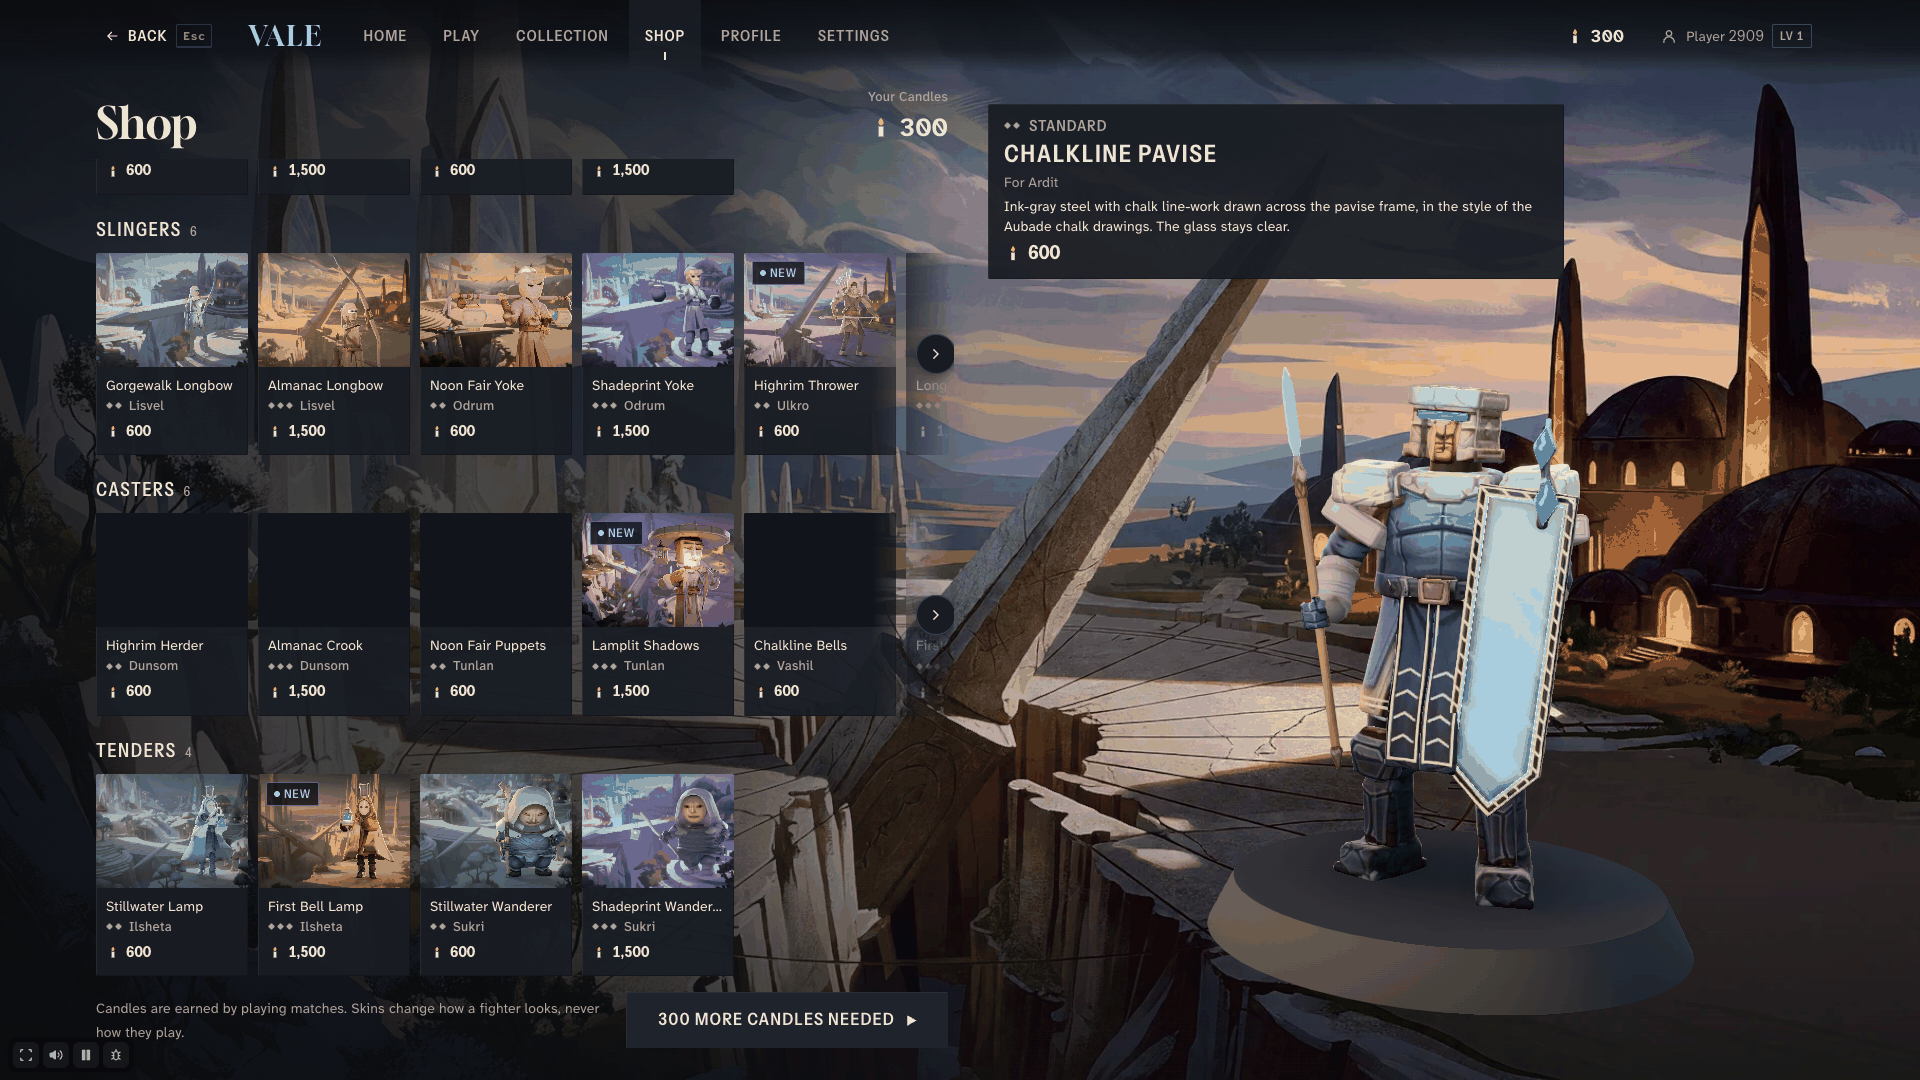 BACK Esc VALE HOME PLAY COLLECTION SHOP PROFILE SETTINGS 300 Player 2909 LV 1
Shop
Your Candles
300
600 1,500 600 1,500
SLINGERS 6
NEW
Gorgewalk Longbow Almanac Longbow Noon Fair Yoke Shadeprint Yoke Highrim Thrower Long
Lisvel Lisvel Odrum Odrum Ulkro
600 1,500 600 1,500 600 1,
CASTERS 6
NEW
Highrim Herder Almanac Crook Noon Fair Puppets Lamplit Shadows Chalkline Bells First
Dunsom Dunsom Tunlan Tunlan Vashil
600 1,500 600 1,500 600
TENDERS 4
NEW
Stillwater Lamp First Bell Lamp Stillwater Wanderer Shadeprint Wander...
Ilsheta Ilsheta Sukri Sukri
600 1,500 600 1,500
Candles are earned by playing matches. Skins change how a fighter looks, never
how they play.
300 MORE CANDLES NEEDED
STANDARD
CHALKLINE PAVISE
For Ardit
Ink-gray steel with chalk line-work drawn across the pavise frame, in the style of the
Aubade chalk drawings. The glass stays clear.
600